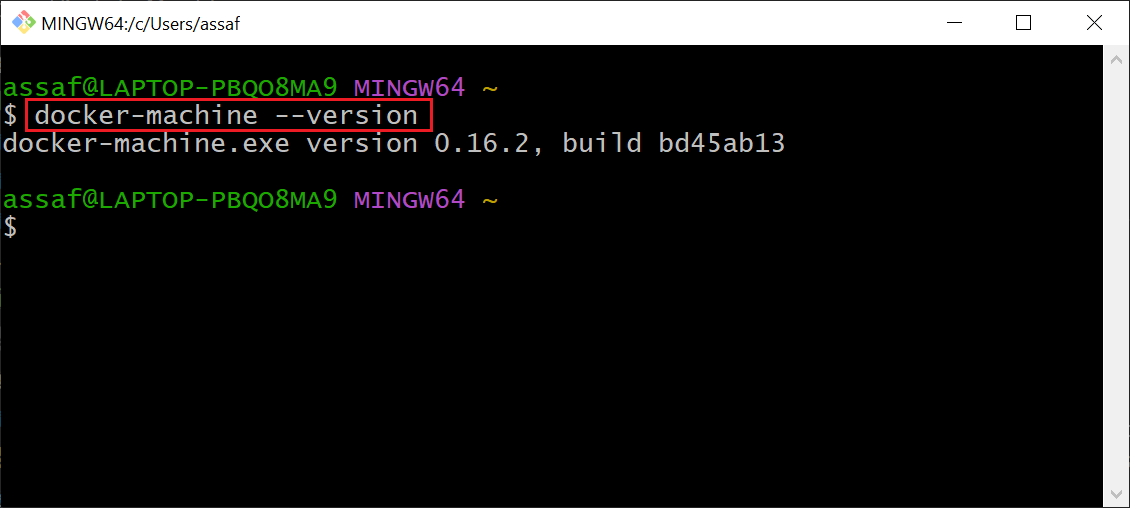 MINGW64:/c/Users/assaf
assaf@LAPTOP-PBQO8MA9 MINGW64 ~
$ docker-machine --version
docker-machine.exe version 0.16.2, build bd45ab13
assaf@LAPTOP-PBQO8MA9 MINGW64 ~
$